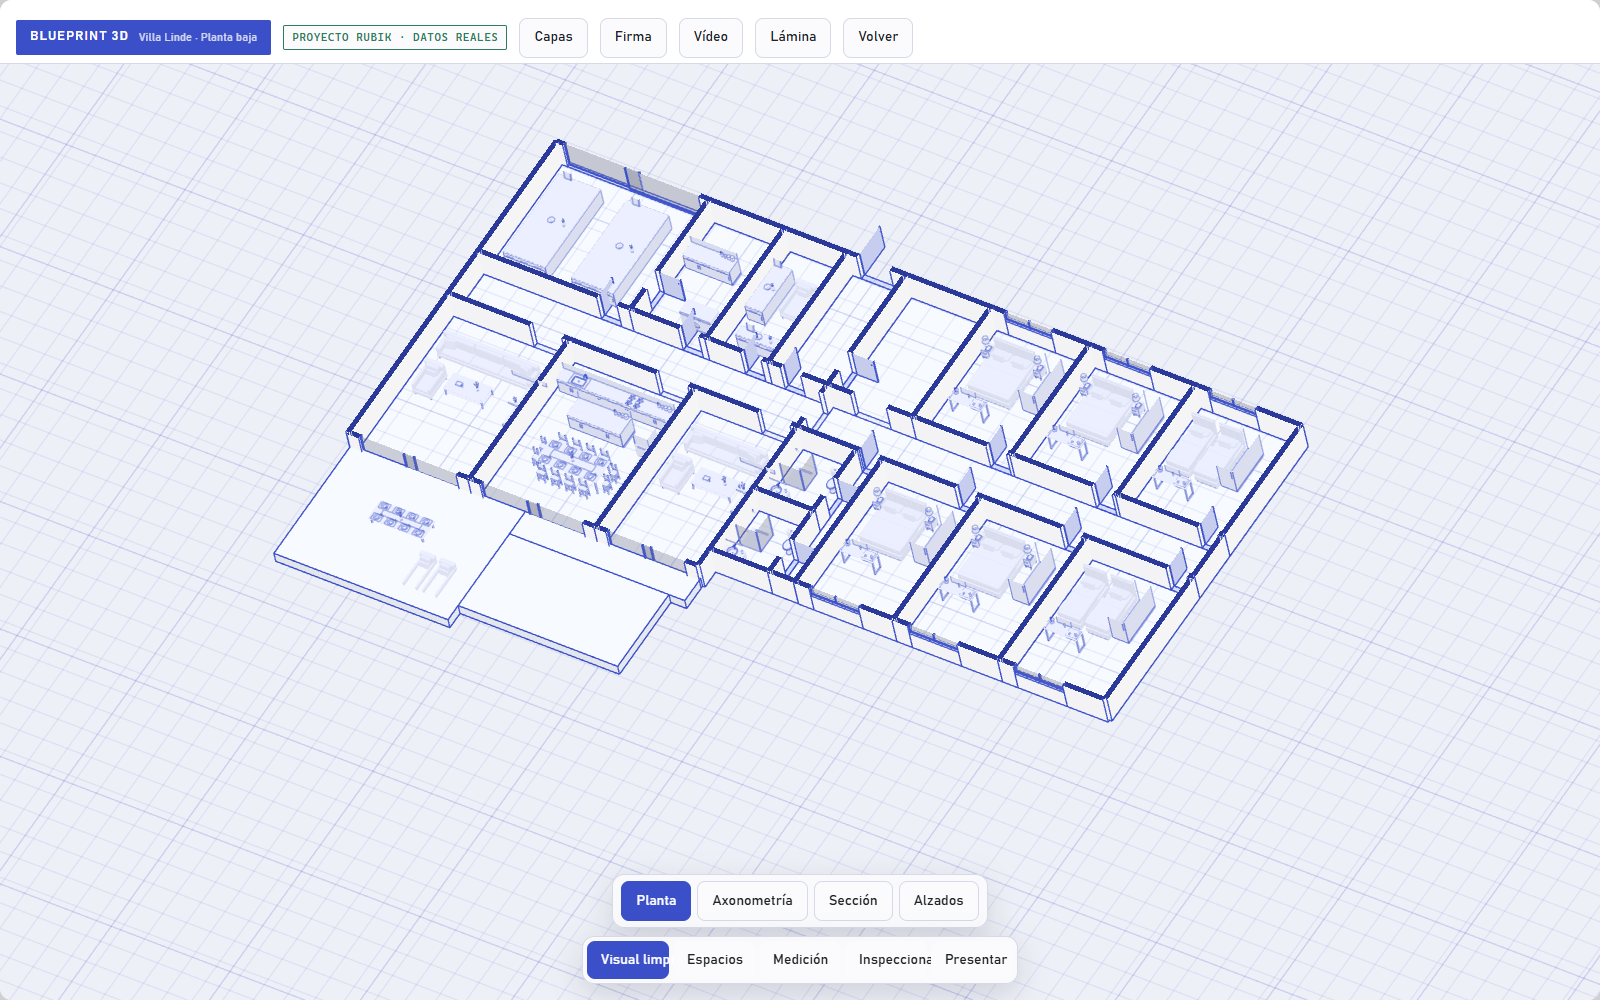 BLUEPRINT 3D Villa Linde · Planta baja
PROYECTO RUBIK · DATOS REALES
Capas
Firma
Vídeo
Lámina
Volver
Planta
Axonometría
Sección
Alzados
Visual limp
Espacios
Medición
Inspecciona
Presentar